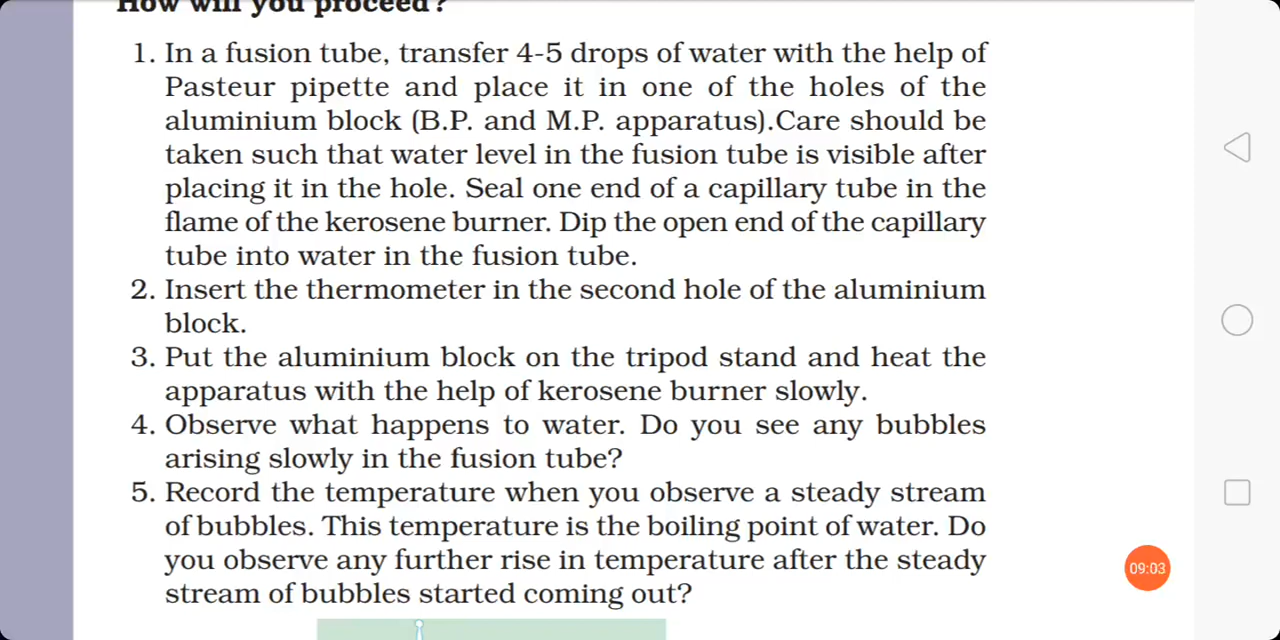 How will you proceed?
1. In a fusion tube, transfer 4-5 drops of water with the help of
Pasteur pipette and place it in one of the holes of the
aluminium block (B.P. and M.P. apparatus).Care should be
taken such that water level in the fusion tube is visible after
placing it in the hole. Seal one end of a capillary tube in the
flame of the kerosene burner. Dip the open end of the capillary
tube into water in the fusion tube.
2. Insert the thermometer in the second hole of the aluminium
block.
3. Put the aluminium block on the tripod stand and heat the
apparatus with the help of kerosene burner slowly.
4. Observe what happens to water. Do you see any bubbles
arising slowly in the fusion tube?
5. Record the temperature when you observe a steady stream
of bubbles. This temperature is the boiling point of water. Do
you observe any further rise in temperature after the steady
stream of bubbles started coming out?
09:03